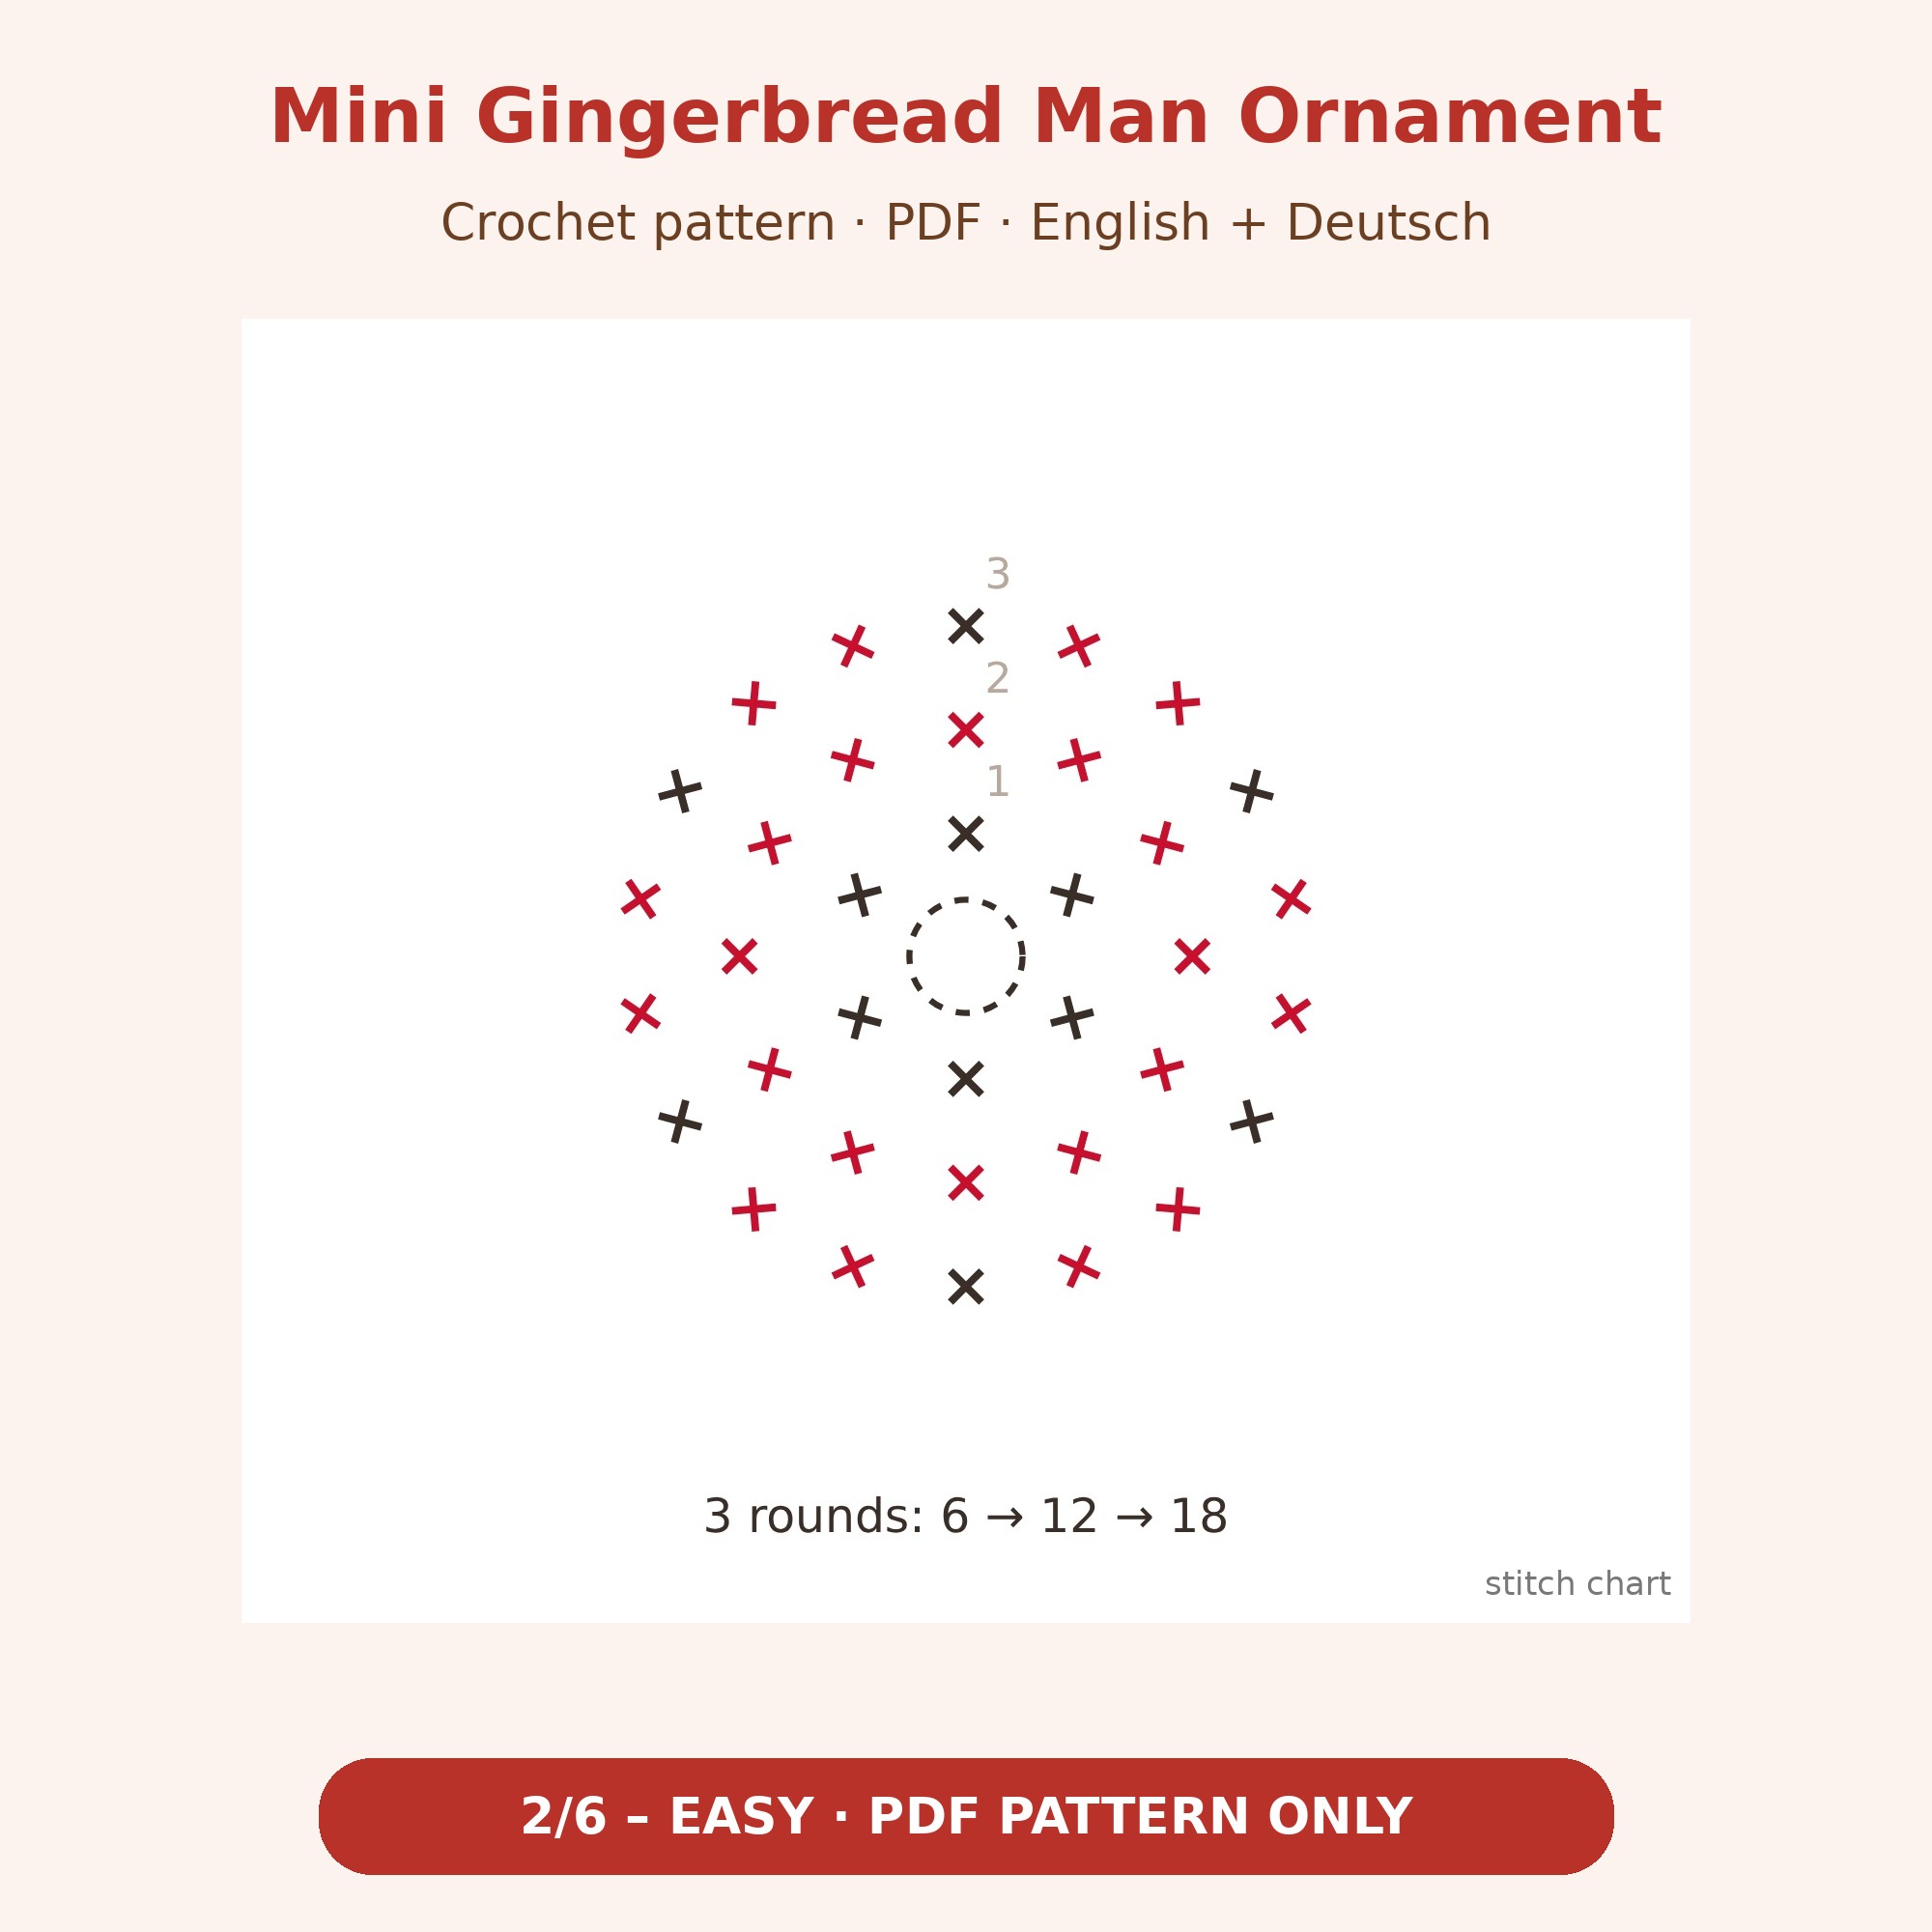 Mini Gingerbread Man Ornament
Crochet pattern · PDF · English + Deutsch
3
2
1
3 rounds: 6 → 12 → 18
stitch chart
2/6 – EASY · PDF PATTERN ONLY